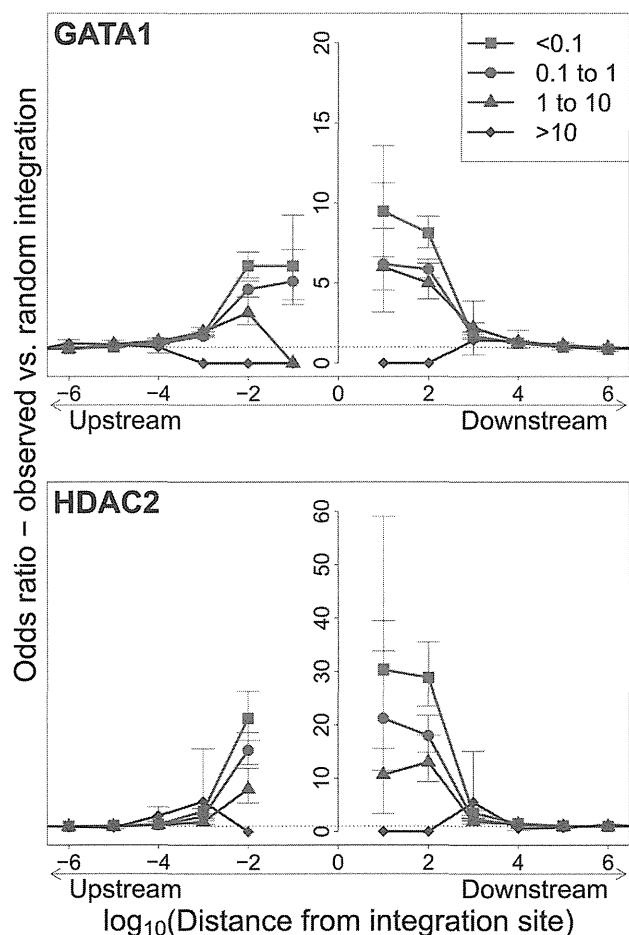 GATA1
<0.1
0.1 to 1
1 to 10
>10
0 5 10 15 20
−6 −4 −2 0 2 4 6
Upstream Downstream
HDAC2
0 10 20 30 40 50 60
−6 −4 −2 0 2 4 6
Upstream Downstream
log10(Distance from integration site)
Odds ratio − observed vs. random integration